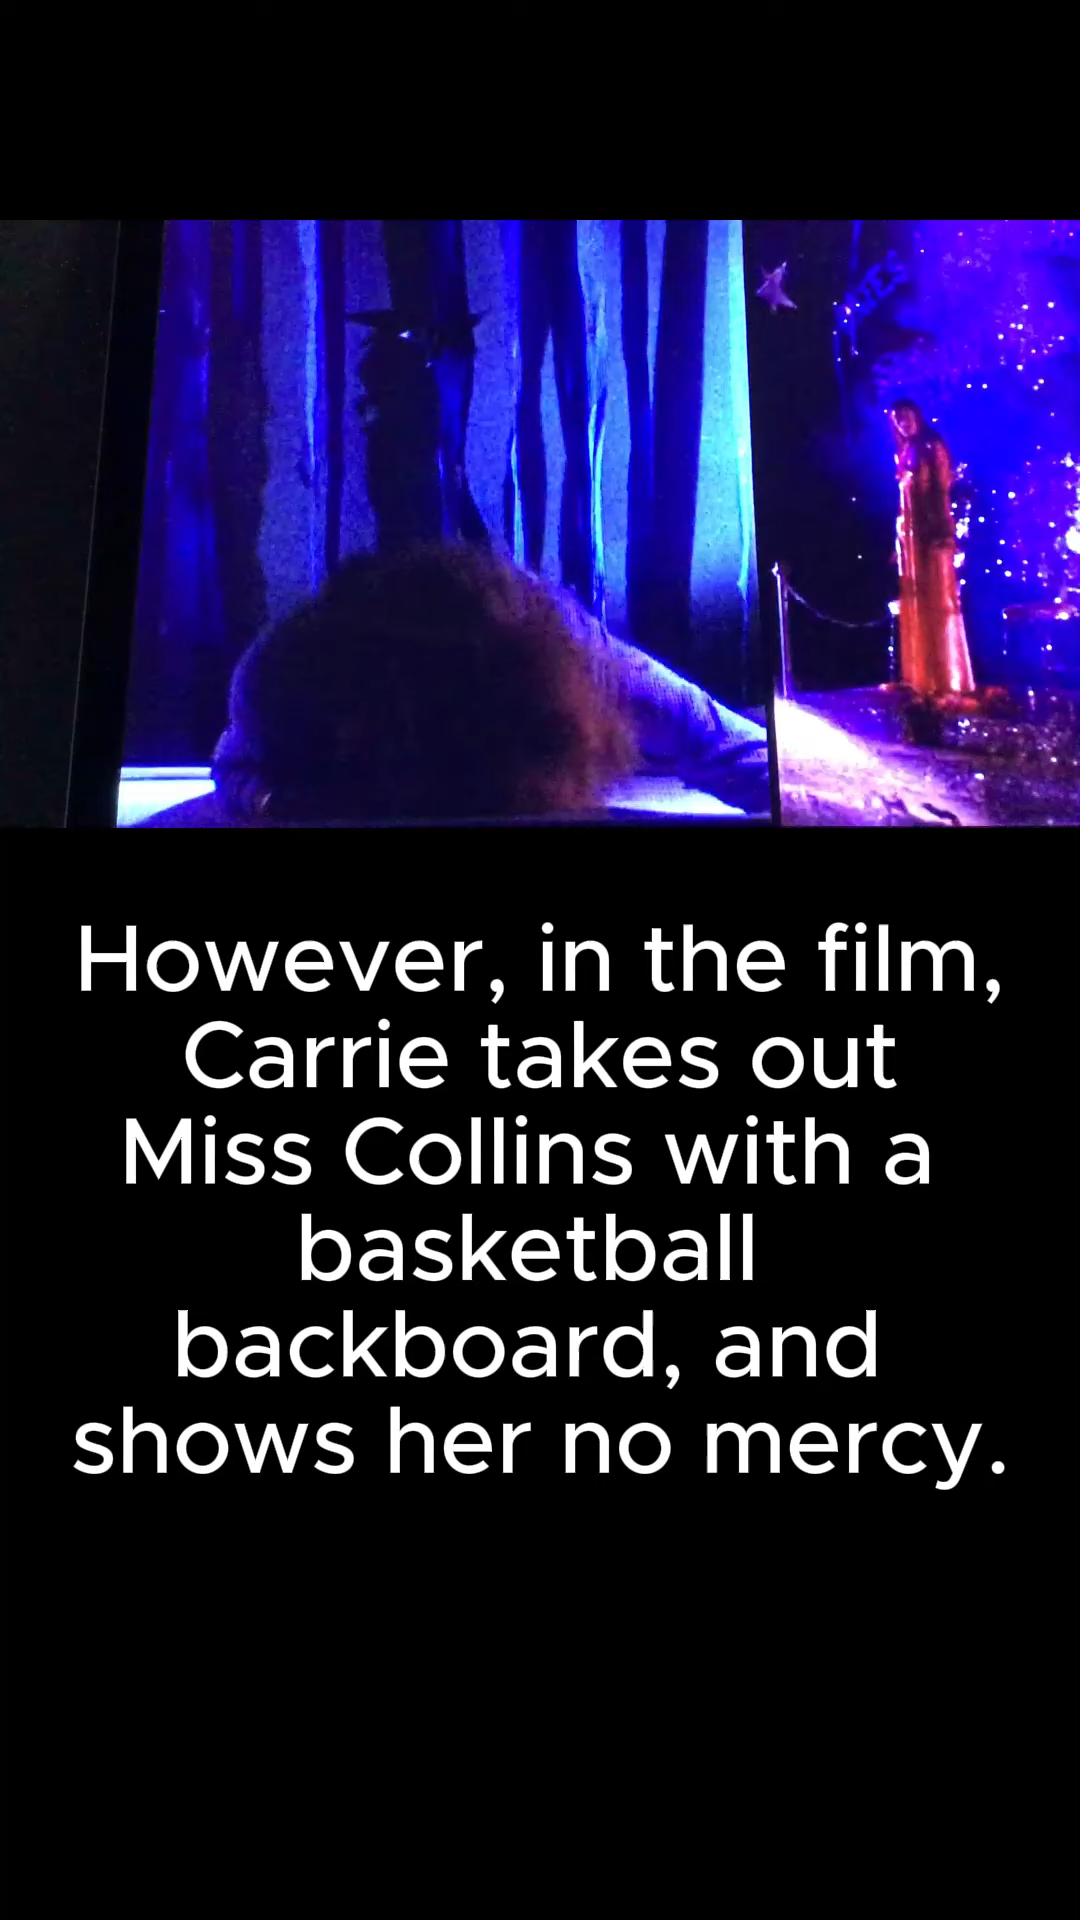 However, in the film,
Carrie takes out
Miss Collins with a
basketball
backboard, and
shows her no mercy.